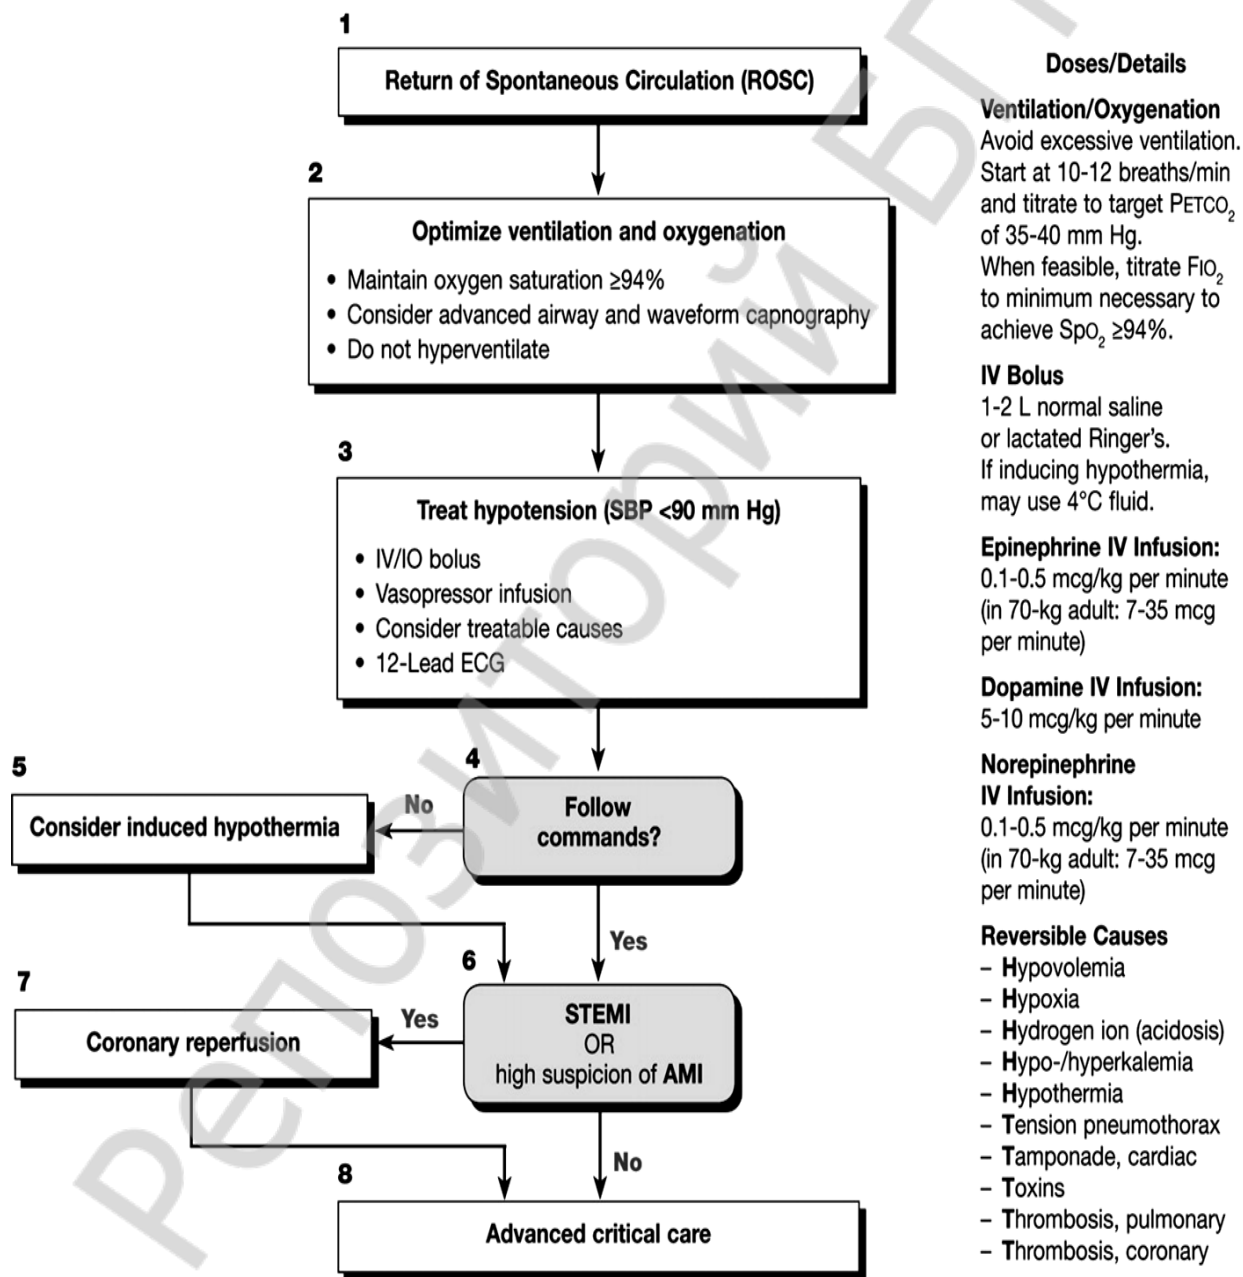 1
Return of Spontaneous Circulation (ROSC)
2
Optimize ventilation and oxygenation
• Maintain oxygen saturation ≥94%
• Consider advanced airway and waveform capnography
• Do not hyperventilate
3
Treat hypotension (SBP <90 mm Hg)
• IV/IO bolus
• Vasopressor infusion
• Consider treatable causes
• 12-Lead ECG
4
Follow
commands?
No
5
Consider induced hypothermia
Yes
6
STEMI
OR
high suspicion of AMI
Yes
7
Coronary reperfusion
No
8
Advanced critical care
Doses/Details
Ventilation/Oxygenation
Avoid excessive ventilation.
Start at 10-12 breaths/min
and titrate to target PETCO₂
of 35-40 mm Hg.
When feasible, titrate FIO₂
to minimum necessary to
achieve SpO₂ ≥94%.
IV Bolus
1-2 L normal saline
or lactated Ringer's.
If inducing hypothermia,
may use 4°C fluid.
Epinephrine IV Infusion:
0.1-0.5 mcg/kg per minute
(in 70-kg adult: 7-35 mcg
per minute)
Dopamine IV Infusion:
5-10 mcg/kg per minute
Norepinephrine
IV Infusion:
0.1-0.5 mcg/kg per minute
(in 70-kg adult: 7-35 mcg
per minute)
Reversible Causes
– Hypovolemia
– Hypoxia
– Hydrogen ion (acidosis)
– Hypo-/hyperkalemia
– Hypothermia
– Tension pneumothorax
– Tamponade, cardiac
– Toxins
– Thrombosis, pulmonary
– Thrombosis, coronary
Репозиторий